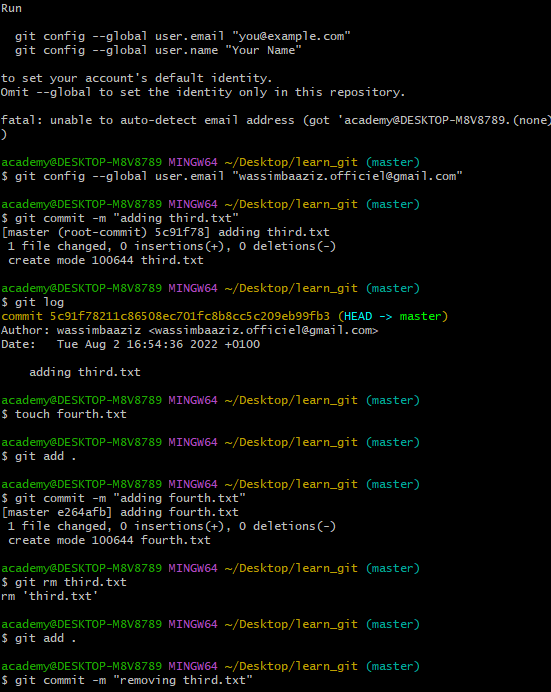 Run
  git config --global user.email "you@example.com"
  git config --global user.name "Your Name"
to set your account's default identity.
Omit --global to set the identity only in this repository.
fatal: unable to auto-detect email address (got 'academy@DESKTOP-M8V8789.(none)
)
academy@DESKTOP-M8V8789 MINGW64 ~/Desktop/learn_git (master)
$ git config --global user.email "wassimbaaziz.officiel@gmail.com"
academy@DESKTOP-M8V8789 MINGW64 ~/Desktop/learn_git (master)
$ git commit -m "adding third.txt"
[master (root-commit) 5c91f78] adding third.txt
 1 file changed, 0 insertions(+), 0 deletions(-)
 create mode 100644 third.txt
academy@DESKTOP-M8V8789 MINGW64 ~/Desktop/learn_git (master)
$ git log
commit 5c91f78211c86508ec701fc8b8cc5c209eb99fb3 (HEAD -> master)
Author: wassimbaaziz <wassimbaaziz.officiel@gmail.com>
Date:   Tue Aug 2 16:54:36 2022 +0100
    adding third.txt
academy@DESKTOP-M8V8789 MINGW64 ~/Desktop/learn_git (master)
$ touch fourth.txt
academy@DESKTOP-M8V8789 MINGW64 ~/Desktop/learn_git (master)
$ git add .
academy@DESKTOP-M8V8789 MINGW64 ~/Desktop/learn_git (master)
$ git commit -m "adding fourth.txt"
[master e264afb] adding fourth.txt
 1 file changed, 0 insertions(+), 0 deletions(-)
 create mode 100644 fourth.txt
academy@DESKTOP-M8V8789 MINGW64 ~/Desktop/learn_git (master)
$ git rm third.txt
rm 'third.txt'
academy@DESKTOP-M8V8789 MINGW64 ~/Desktop/learn_git (master)
$ git add .
academy@DESKTOP-M8V8789 MINGW64 ~/Desktop/learn_git (master)
$ git commit -m "removing third.txt"